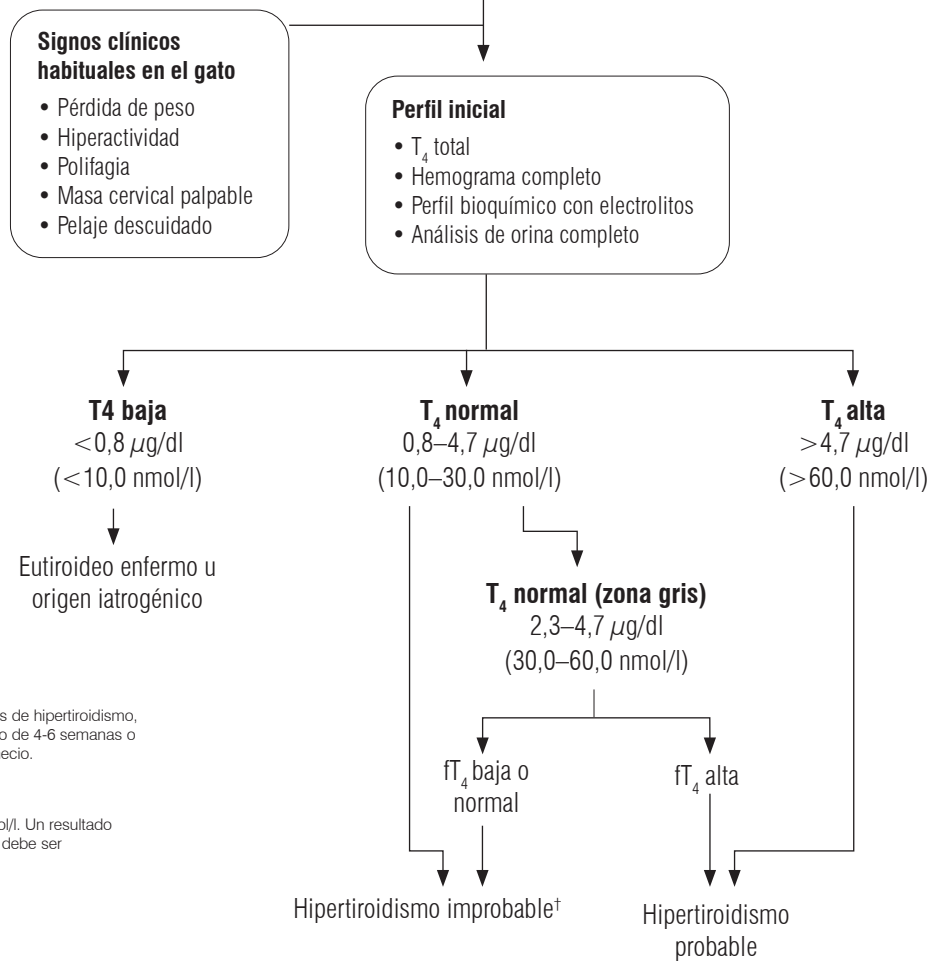 Signos clínicos
habituales en el gato
• Pérdida de peso
• Hiperactividad
• Polifagia
• Masa cervical palpable
• Pelaje descuidado
Perfil inicial
• T₄ total
• Hemograma completo
• Perfil bioquímico con electrolitos
• Análisis de orina completo
T4 baja
<0,8 μg/dl
(<10,0 nmol/l)
Eutiroideo enfermo u
origen iatrogénico
T₄ normal
0,8–4,7 μg/dl
(10,0–30,0 nmol/l)
T₄ alta
>4,7 μg/dl
(>60,0 nmol/l)
T₄ normal (zona gris)
2,3–4,7 μg/dl
(30,0–60,0 nmol/l)
s de hipertiroidismo,
o de 4-6 semanas o
ecio.
ol/l. Un resultado
debe ser
fT₄ baja o
normal
fT₄ alta
Hipertiroidismo improbable†
Hipertiroidismo
probable